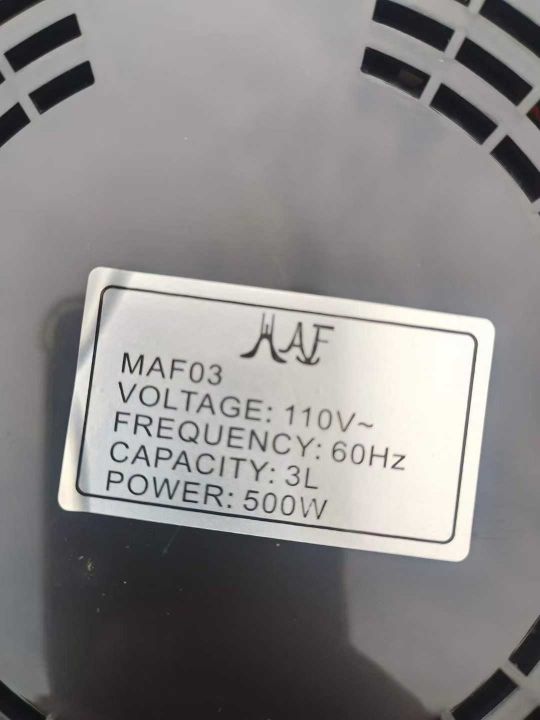 MAF
MAF03
VOLTAGE: 110V~
FREQUENCY: 60Hz
CAPACITY: 3L
POWER: 500W